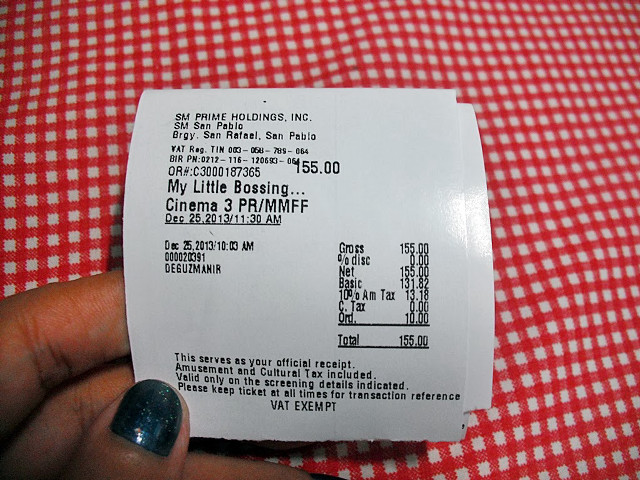 SM PRIME HOLDINGS, INC.
SM San Pablo
Brgy. San Rafael, San Pablo
VAT Reg. TIN 003-058-789-064
BIR PN:0212-116-120693-064
OR#:C3000187365 155.00
My Little Bossing...
Cinema 3 PR/MMFF
Dec 25,2013/11:30 AM
Dec 25,2013/10:03 AM
000020391
DEGUZMANIR
Gross 155.00
% disc 0.00
Net 155.00
Basic 131.82
10% Am Tax 13.18
C. Tax 0.00
Ord. 10.00
Total 155.00
This serves as your official receipt.
Amusement and Cultural Tax included.
Valid only on the screening details indicated.
Please keep ticket at all times for transaction reference
VAT EXEMPT